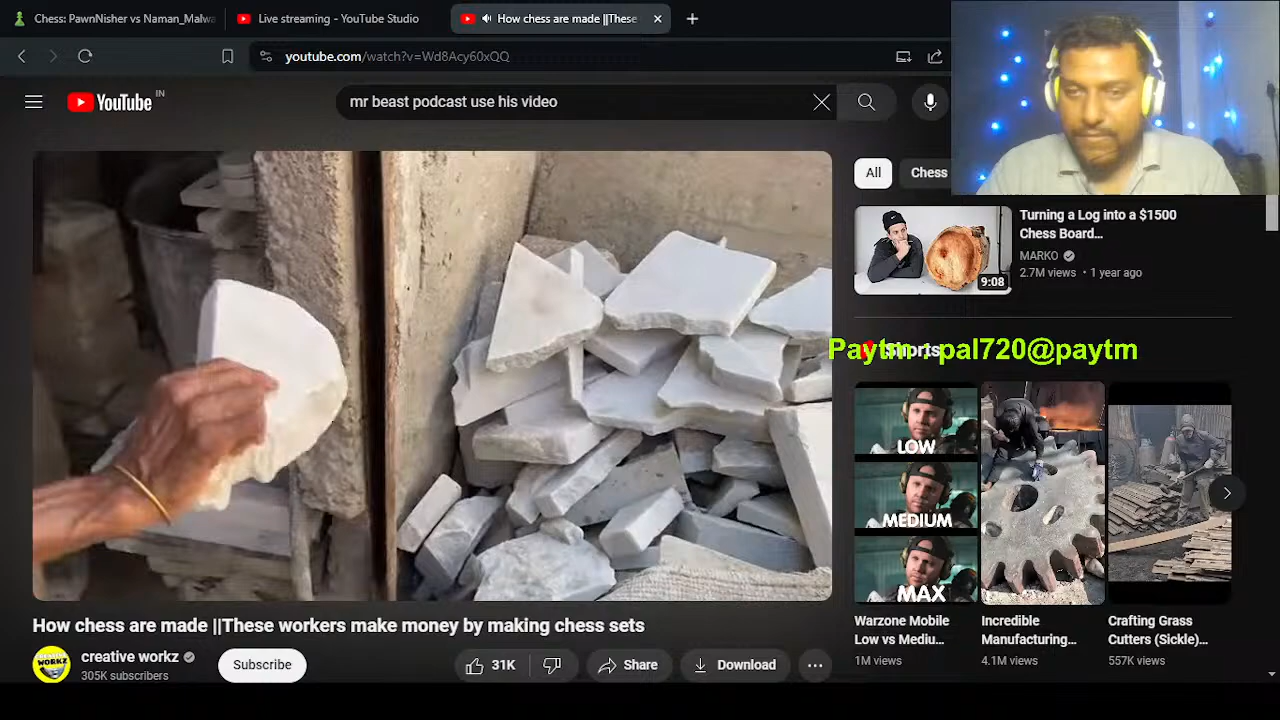 Chess: PawnNisher vs Naman_Malwa
Live streaming - YouTube Studio
How chess are made ||These
youtube.com/watch?v=Wd8Acy60xQQ
YouTube IN
mr beast podcast use his video
All
Chess
Turning a Log into a $1500
Chess Board...
MARKO
2.7M views • 1 year ago
9:08
Shorts
pal720@paytm
LOW
MEDIUM
MAX
Warzone Mobile
Low vs Mediu...
1M views
Incredible
Manufacturing...
4.1M views
Crafting Grass
Cutters (Sickle)...
557K views
How chess are made ||These workers make money by making chess sets
WORKZ
creative workz
305K subscribers
Subscribe
31K
Share
Download